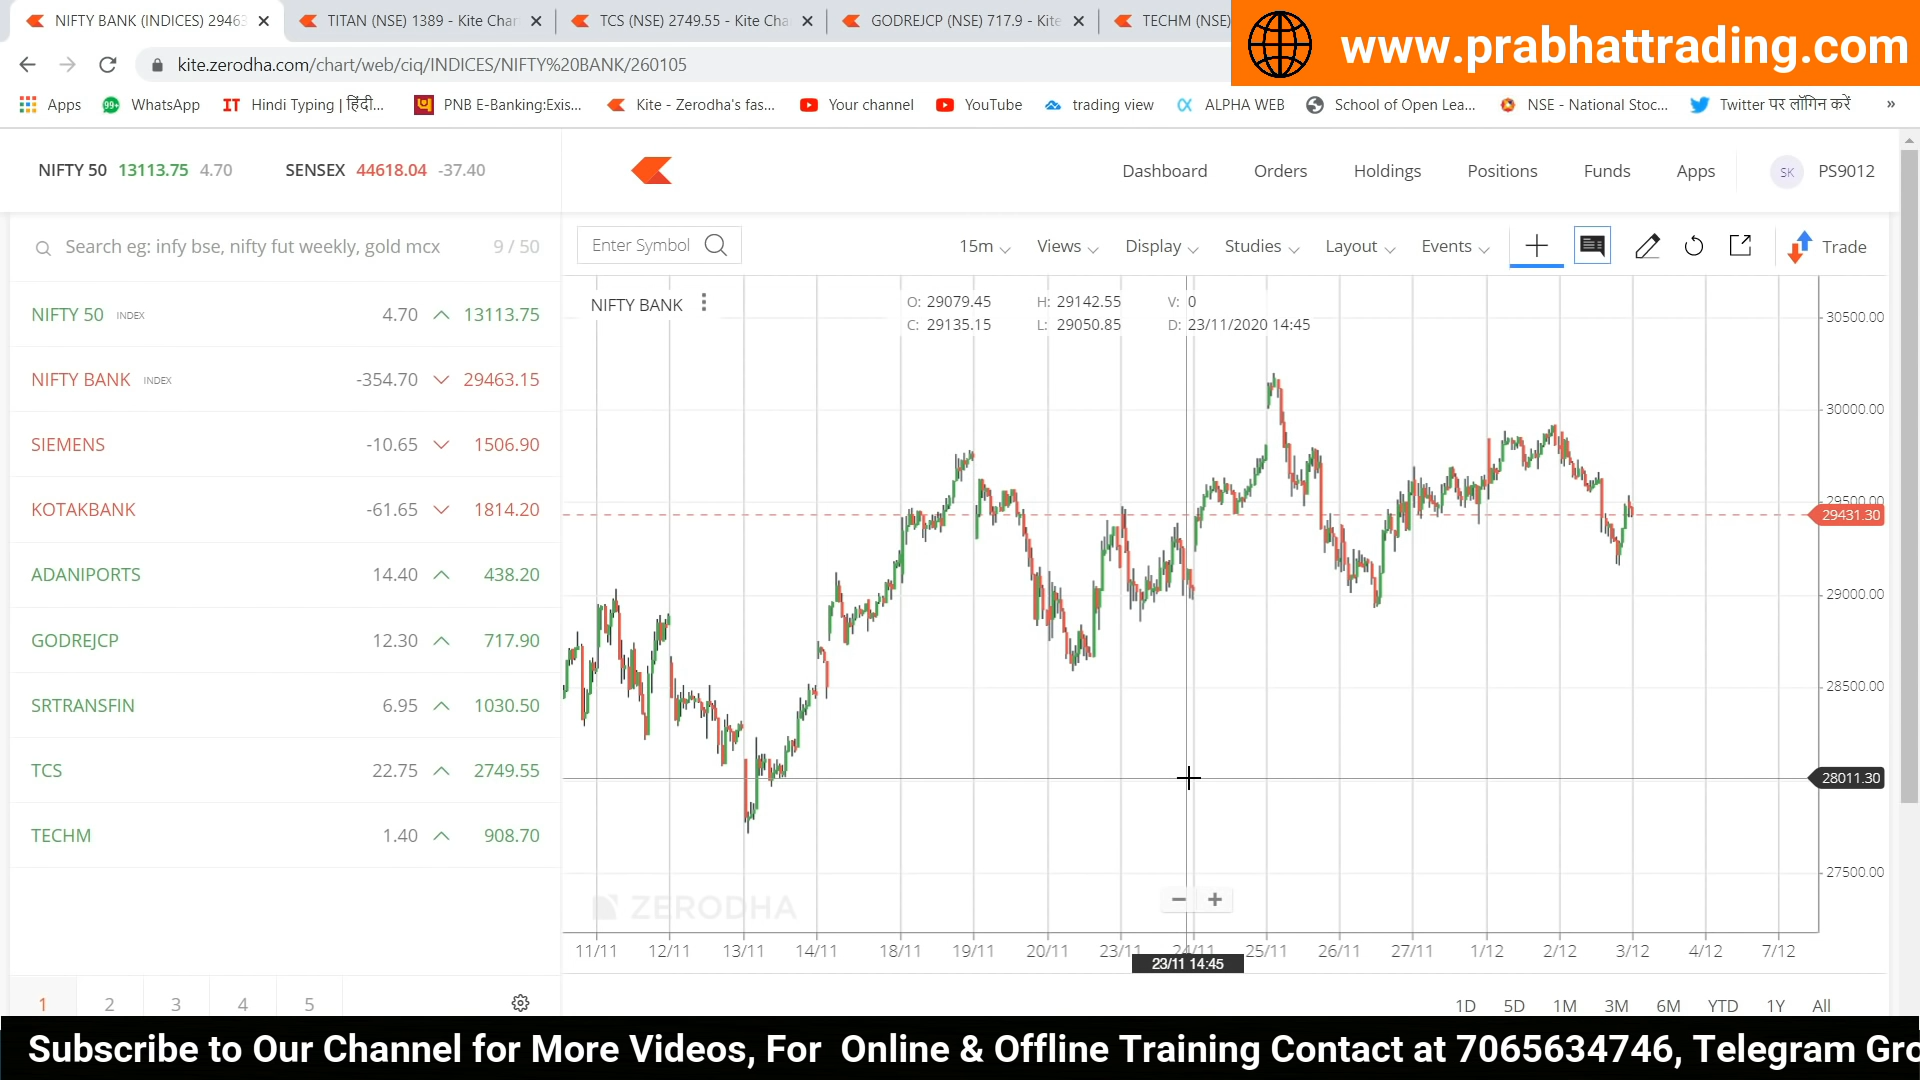 NIFTY BANK (INDICES) 29463
TITAN (NSE) 1389 - Kite Char
TCS (NSE) 2749.55 - Kite Cha
GODREJCP (NSE) 717.9 - Kite
TECHM (NSE)
www.prabhattrading.com
kite.zerodha.com/chart/web/ciq/INDICES/NIFTY%20BANK/260105
Apps
99+
WhatsApp
IT Hindi Typing | हिंदी...
PNB E-Banking:Exis...
Kite - Zerodha's fas...
Your channel
YouTube
trading view
ALPHA WEB
School of Open Lea...
NSE - National Stoc...
Twitter पर लॉगिन करें
»
NIFTY 50 13113.75 4.70
SENSEX 44618.04 -37.40
Dashboard
Orders
Holdings
Positions
Funds
Apps
SK
PS9012
Search eg: infy bse, nifty fut weekly, gold mcx 9 / 50
Enter Symbol
15m
Views
Display
Studies
Layout
Events
Trade
NIFTY 50 INDEX 4.70 13113.75
NIFTY BANK INDEX -354.70 29463.15
SIEMENS -10.65 1506.90
KOTAKBANK -61.65 1814.20
ADANIPORTS 14.40 438.20
GODREJCP 12.30 717.90
SRTRANSFIN 6.95 1030.50
TCS 22.75 2749.55
TECHM 1.40 908.70
1 2 3 4 5
NIFTY BANK
O: 29079.45 H: 29142.55 V: 0
C: 29135.15 L: 29050.85 D: 23/11/2020 14:45
30500.00
30000.00
29500.00
29431.30
29000.00
28500.00
28011.30
27500.00
ZERODHA
11/11 12/11 13/11 14/11 18/11 19/11 20/11 23/11 24/11 25/11 26/11 27/11 1/12 2/12 3/12 4/12 7/12
23/11 14:45
1D 5D 1M 3M 6M YTD 1Y All
Subscribe to Our Channel for More Videos, For Online & Offline Training Contact at 7065634746, Telegram Gro